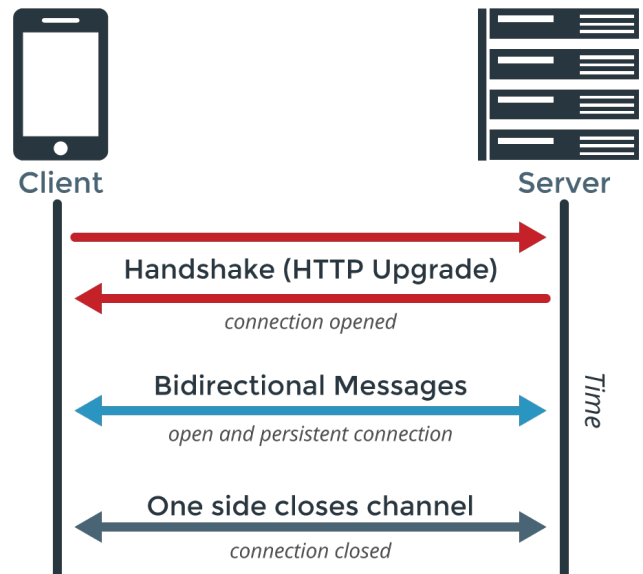 Client
Server
Handshake (HTTP Upgrade)
connection opened
Bidirectional Messages
Time
open and persistent connection
One side closes channel
connection closed